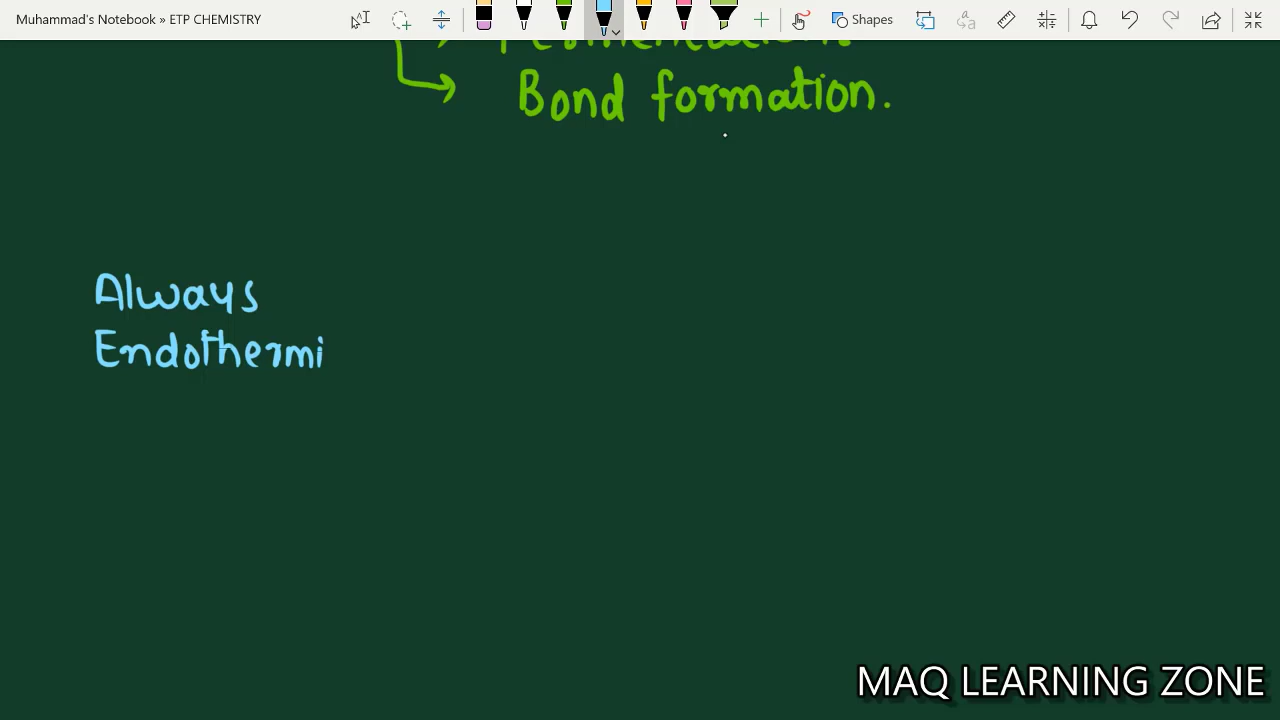 Muhammad's Notebook » ETP CHEMISTRY
Shapes
Bond formation.
Always
Endothermi
MAQ LEARNING ZONE